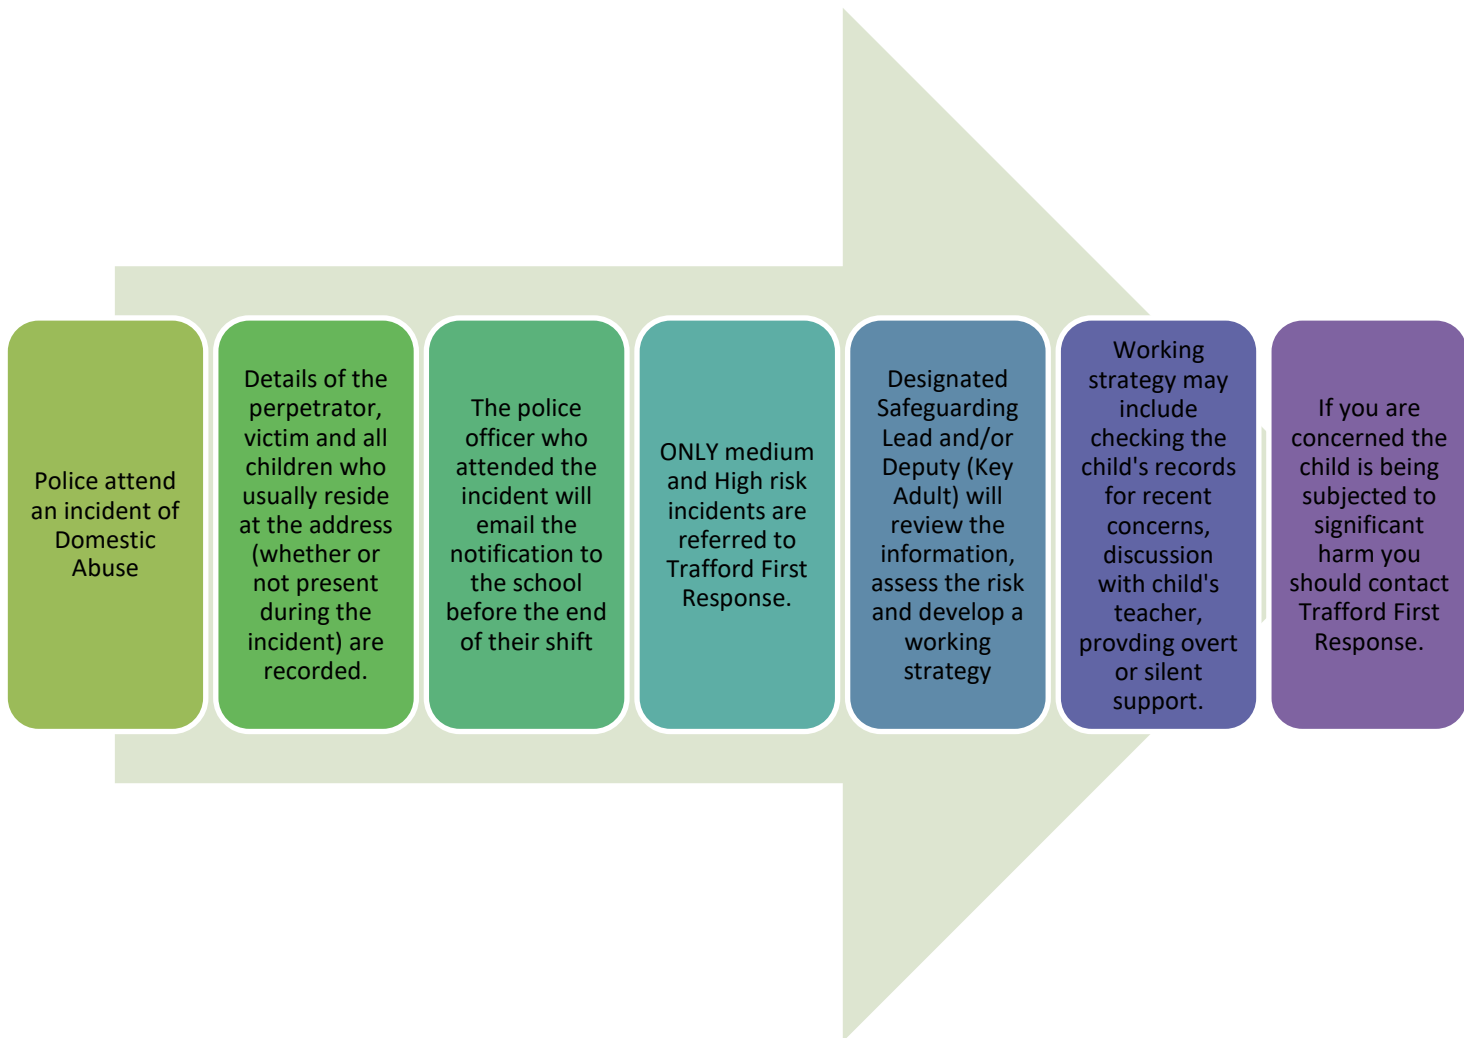 Police attend
an incident of
Domestic
Abuse
Details of the
perpetrator,
victim and all
children who
usually reside
at the address
(whether or
not present
during the
incident) are
recorded.
The police
officer who
attended the
incident will
email the
notification to
the school
before the end
of their shift
ONLY medium
and High risk
incidents are
referred to
Trafford First
Response.
Designated
Safeguarding
Lead and/or
Deputy (Key
Adult) will
review the
information,
assess the risk
and develop a
working
strategy
Working
strategy may
include
checking the
child's records
for recent
concerns,
discussion
with child's
teacher,
provding overt
or silent
support.
If you are
concerned the
child is being
subjected to
significant
harm you
should contact
Trafford First
Response.